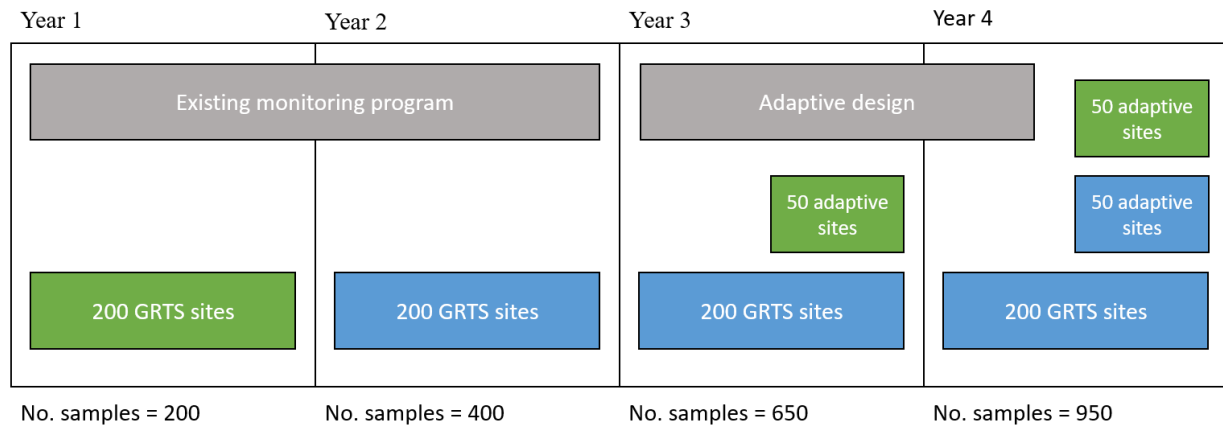 Year 1
Year 2
Year 3
Year 4
Existing monitoring program
Adaptive design
50 adaptive
sites
50 adaptive
sites
50 adaptive
sites
200 GRTS sites
200 GRTS sites
200 GRTS sites
200 GRTS sites
No. samples = 200
No. samples = 400
No. samples = 650
No. samples = 950